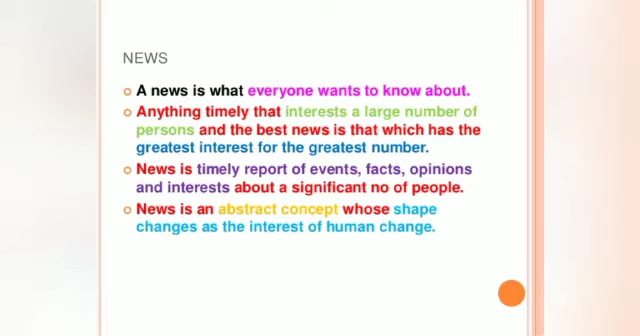 NEWS
A news is what everyone wants to know about.
Anything timely that interests a large number of
persons and the best news is that which has the
greatest interest for the greatest number.
News is timely report of events, facts, opinions
and interests about a significant no of people.
News is an abstract concept whose shape
changes as the interest of human change.